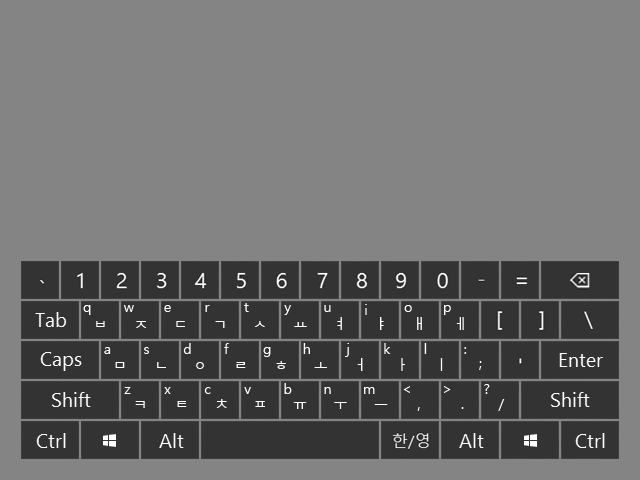 ` 1 2 3 4 5 6 7 8 9 0 - =
Tab q ㅂ w ㅈ e ㄷ r ㄱ t ㅅ y ㅛ u ㅕ i ㅑ o ㅐ p ㅔ [ ] \
Caps a ㅁ s ㄴ d ㅇ f ㄹ g ㅎ h ㅗ j ㅓ k ㅏ l ㅣ : ; ' Enter
Shift z ㅋ x ㅌ c ㅊ v ㅍ b ㅠ n ㅜ m ㅡ < , > . ? / Shift
Ctrl Alt 한/영 Alt Ctrl